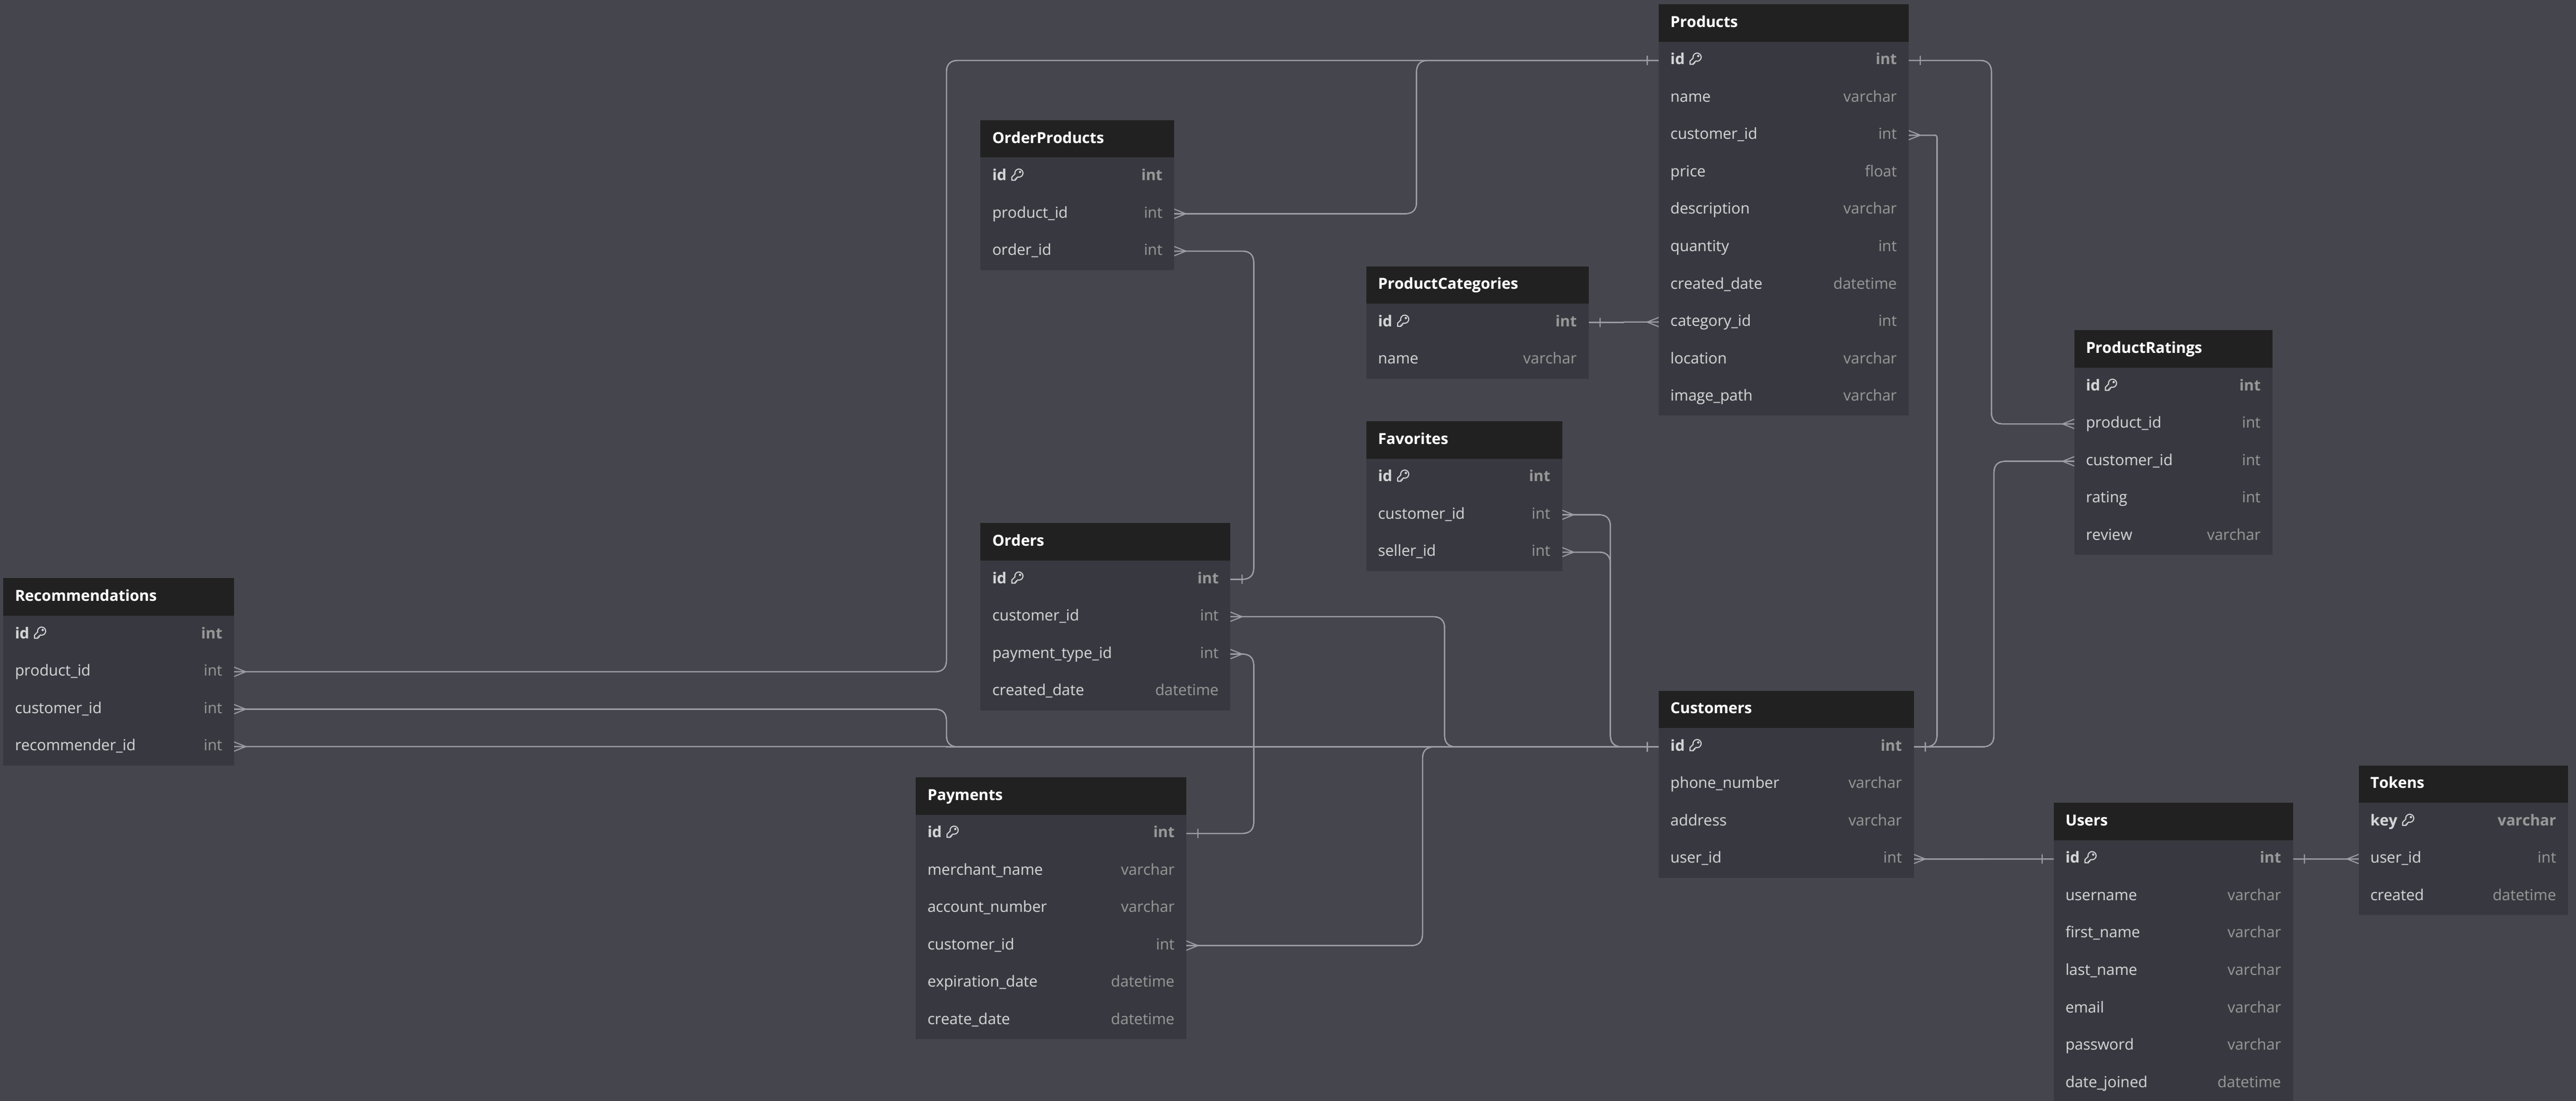 Products
id int
name varchar
customer_id int
price float
description varchar
quantity int
created_date datetime
category_id int
location varchar
image_path varchar
OrderProducts
id int
product_id int
order_id int
ProductCategories
id int
name varchar
ProductRatings
id int
product_id int
customer_id int
rating int
review varchar
Favorites
id int
customer_id int
seller_id int
Orders
id int
customer_id int
payment_type_id int
created_date datetime
Recommendations
id int
product_id int
customer_id int
recommender_id int
Customers
id int
phone_number varchar
address varchar
user_id int
Payments
id int
merchant_name varchar
account_number varchar
customer_id int
expiration_date datetime
create_date datetime
Users
id int
username varchar
first_name varchar
last_name varchar
email varchar
password varchar
date_joined datetime
Tokens
key varchar
user_id int
created datetime